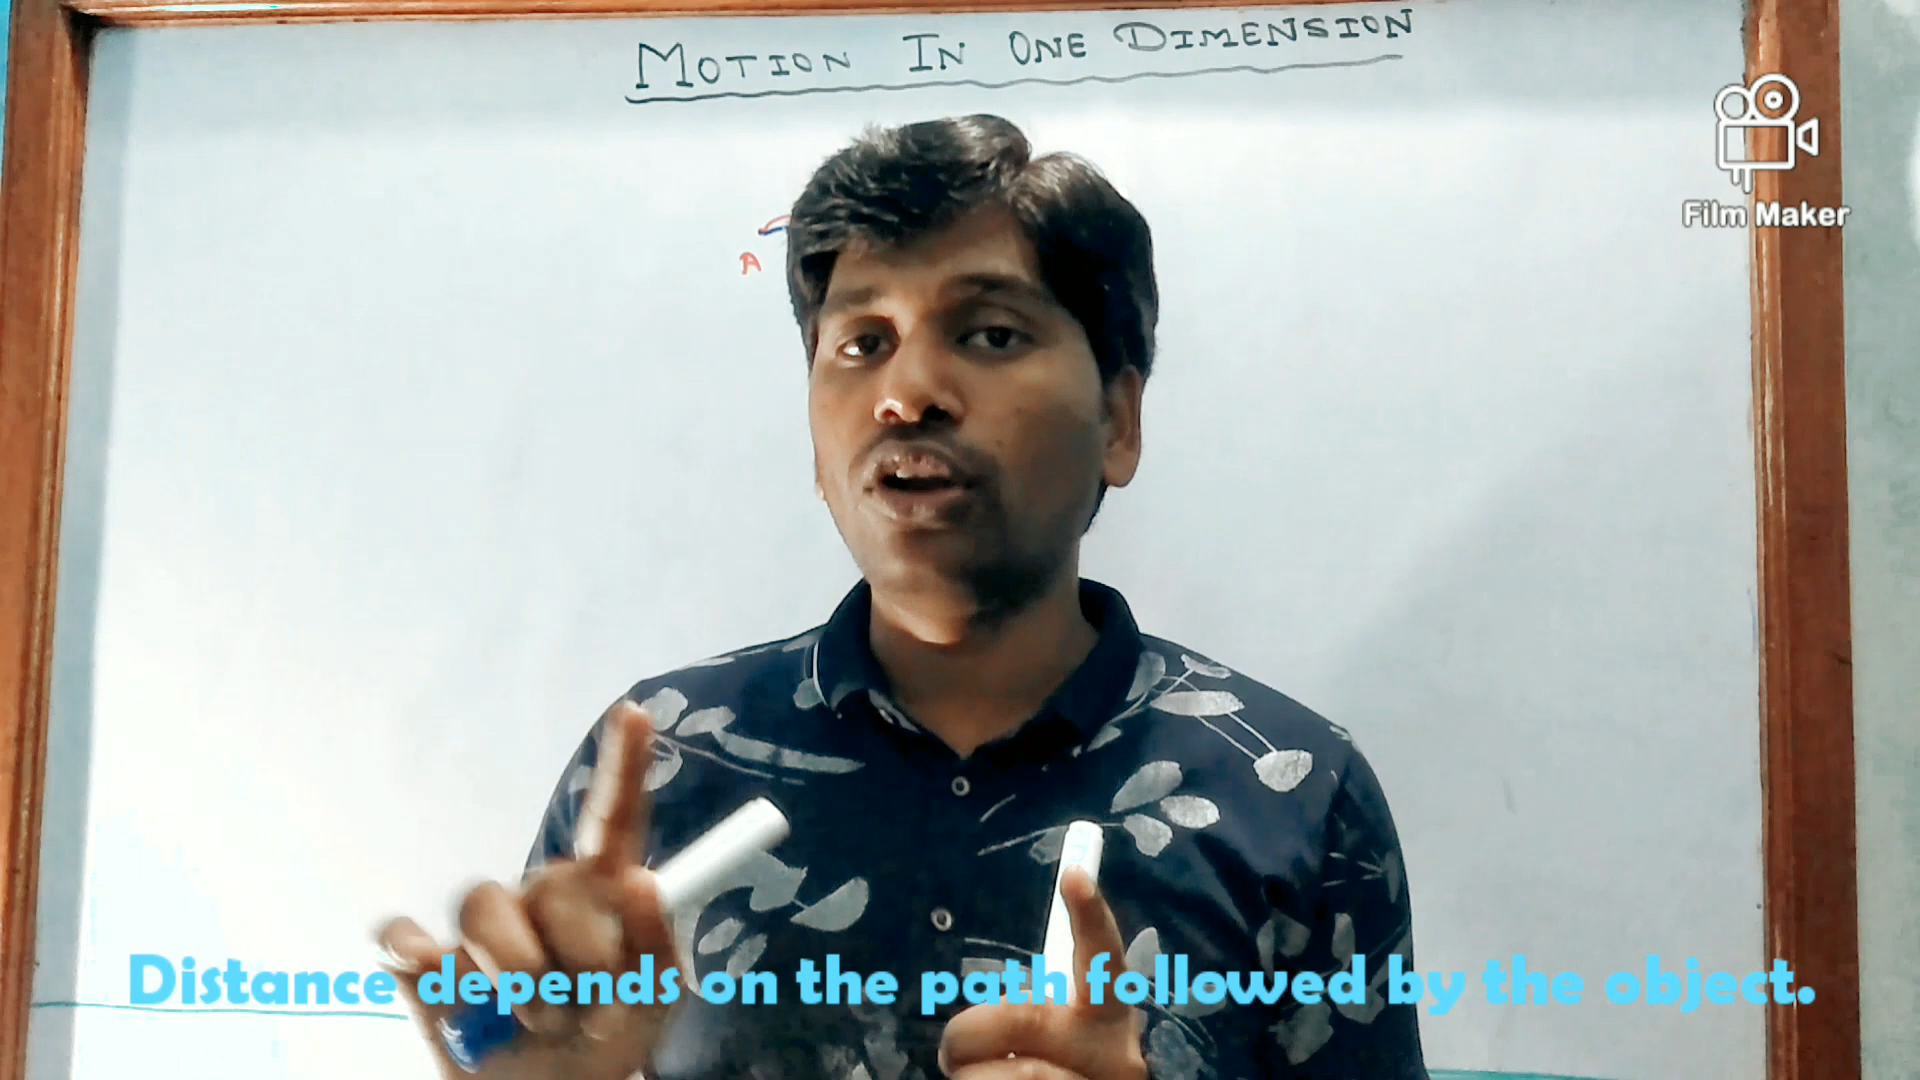 MOTION IN ONE DIMENSION
Film Maker
A
Distance depends on the path followed by the object.